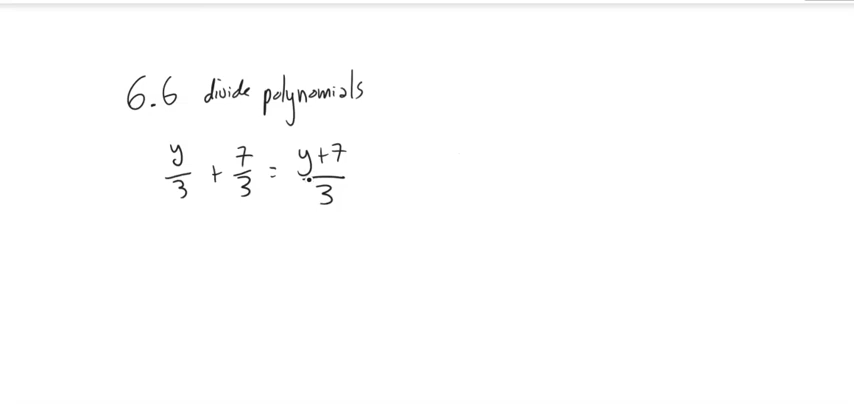 6.6 divide polynomials
y/3 + 7/3 = y+7/3